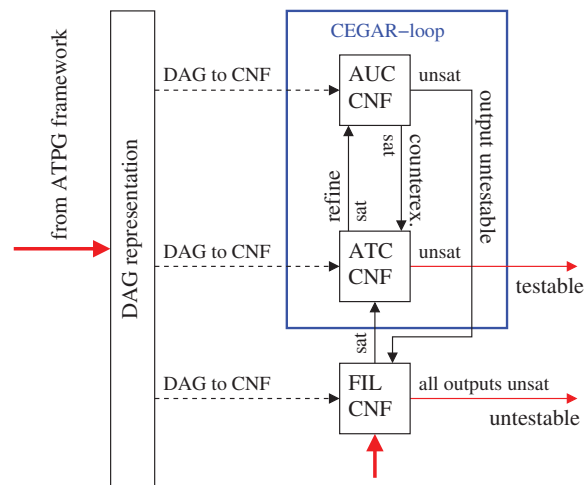 CEGAR−loop
from ATPG framework
DAG representation
DAG to CNF
AUC
CNF
unsat
output untestable
refine
sat
sat
counterex.
DAG to CNF
ATC
CNF
unsat
testable
sat
DAG to CNF
FIL
CNF
all outputs unsat
untestable